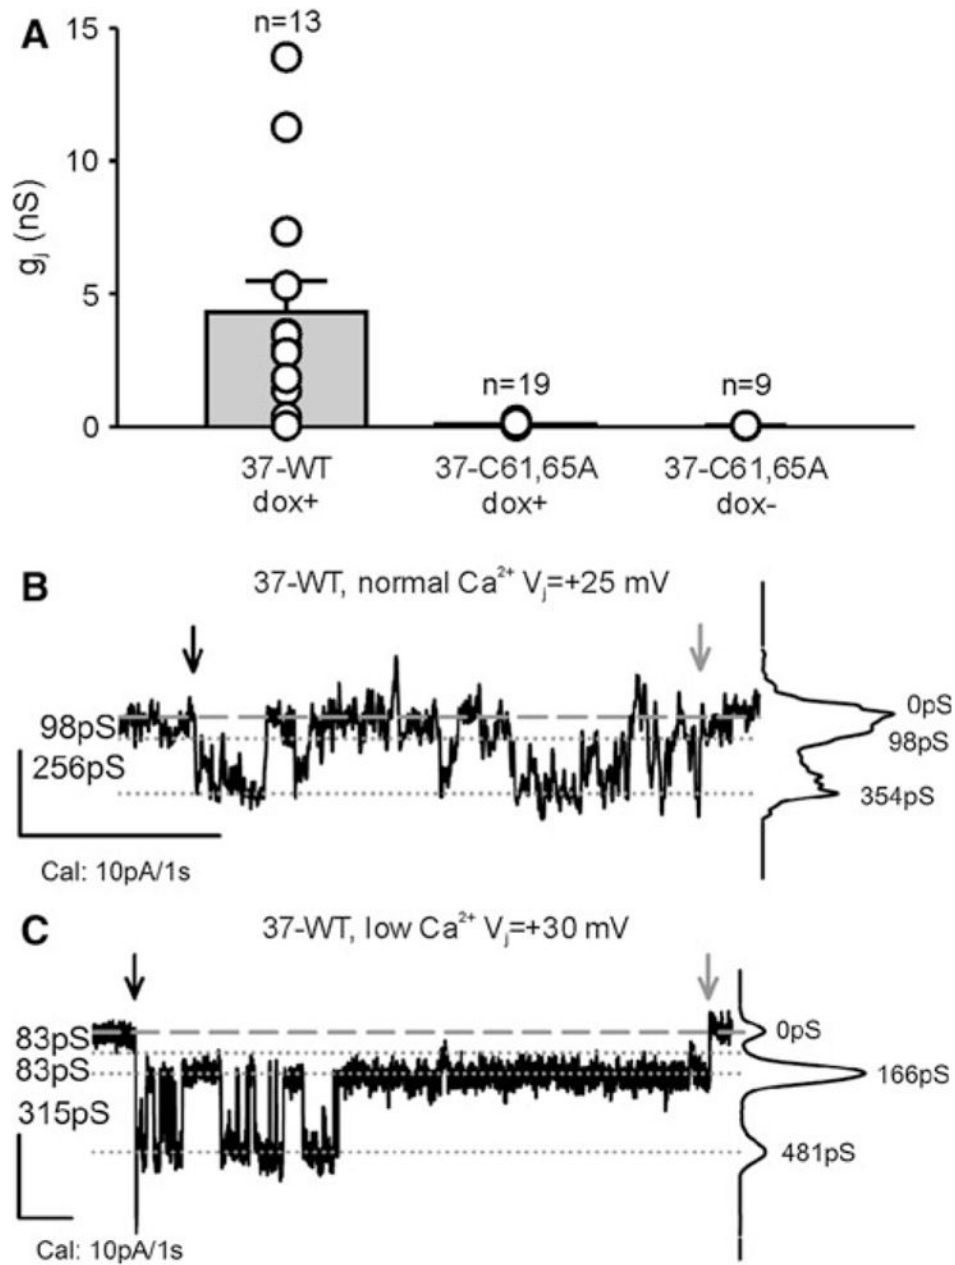 A
15
n=13
10
gj (nS)
5
n=19
n=9
0
37-WT
dox+
37-C61,65A
dox+
37-C61,65A
dox-
B
37-WT, normal Ca²⁺ Vj=+25 mV
98pS
256pS
0pS
98pS
354pS
Cal: 10pA/1s
C
37-WT, low Ca²⁺ Vj=+30 mV
83pS
83pS
315pS
0pS
166pS
481pS
Cal: 10pA/1s